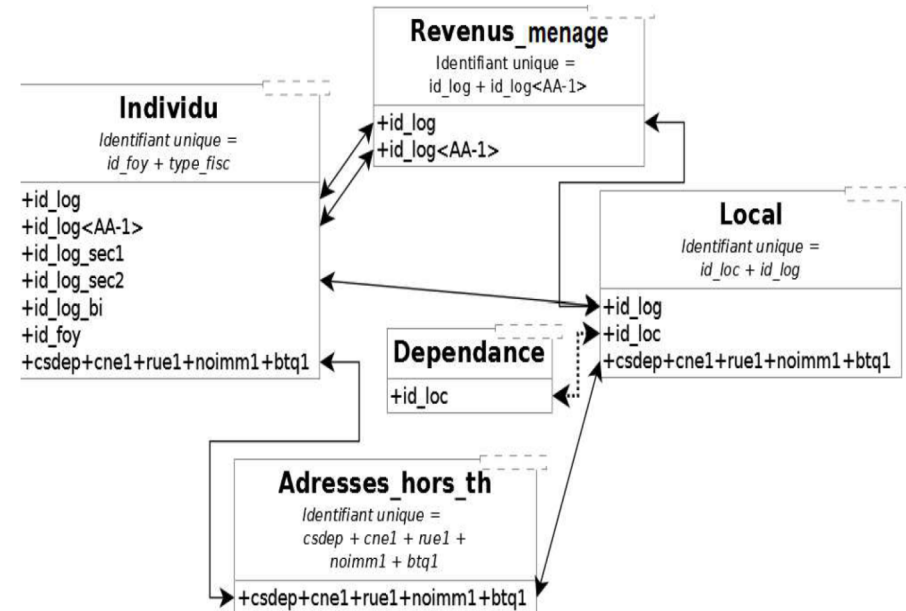 Revenus_menage
Identifiant unique =
id_log + id_log<AA-1>
+id_log
+id_log<AA-1>
Individu
Identifiant unique =
id_foy + type_fisc
+id_log
+id_log<AA-1>
+id_log_sec1
+id_log_sec2
+id_log_bi
+id_foy
+csdep+cne1+rue1+noimm1+btq1
Local
Identifiant unique =
id_loc + id_log
+id_log
+id_loc
+csdep+cne1+rue1+noimm1+btq1
Dependance
+id_loc
Adresses_hors_th
Identifiant unique =
csdep + cne1 + rue1 +
noimm1 + btq1
+csdep+cne1+rue1+noimm1+btq1